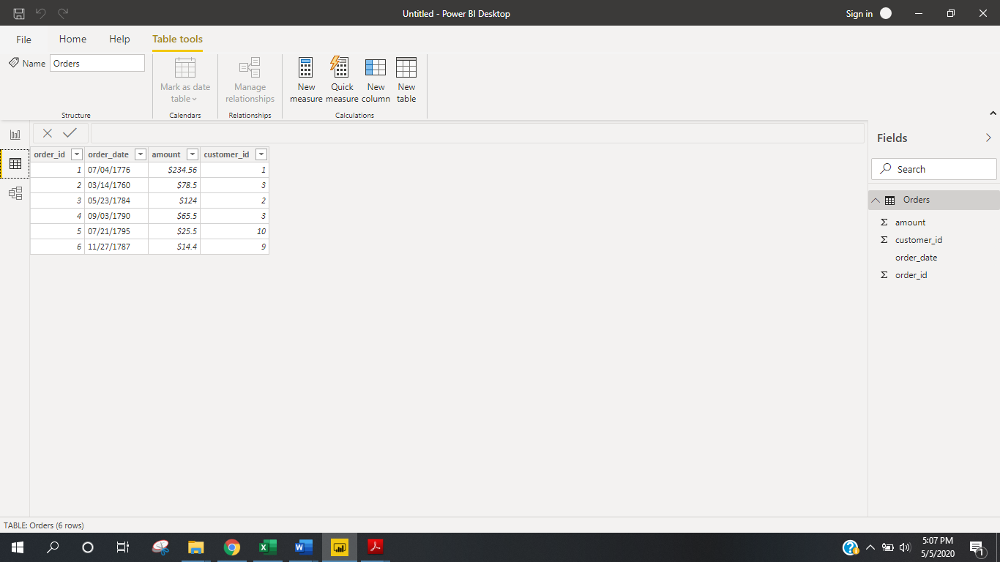 Untitled - Power BI Desktop
Sign in
File Home Help Table tools
Name Orders
Mark as date table
Manage relationships
New measure
Quick measure
New column
New table
Structure Calendars Relationships Calculations
order_id order_date amount customer_id
1 07/04/1776 $234.56 1
2 03/14/1760 $78.5 3
3 05/23/1784 $124 2
4 09/03/1790 $65.5 3
5 07/21/1795 $25.5 10
6 11/27/1787 $14.4 9
Fields
Search
Orders
Σ amount
Σ customer_id
order_date
Σ order_id
TABLE: Orders (6 rows)
5:07 PM
5/5/2020
1